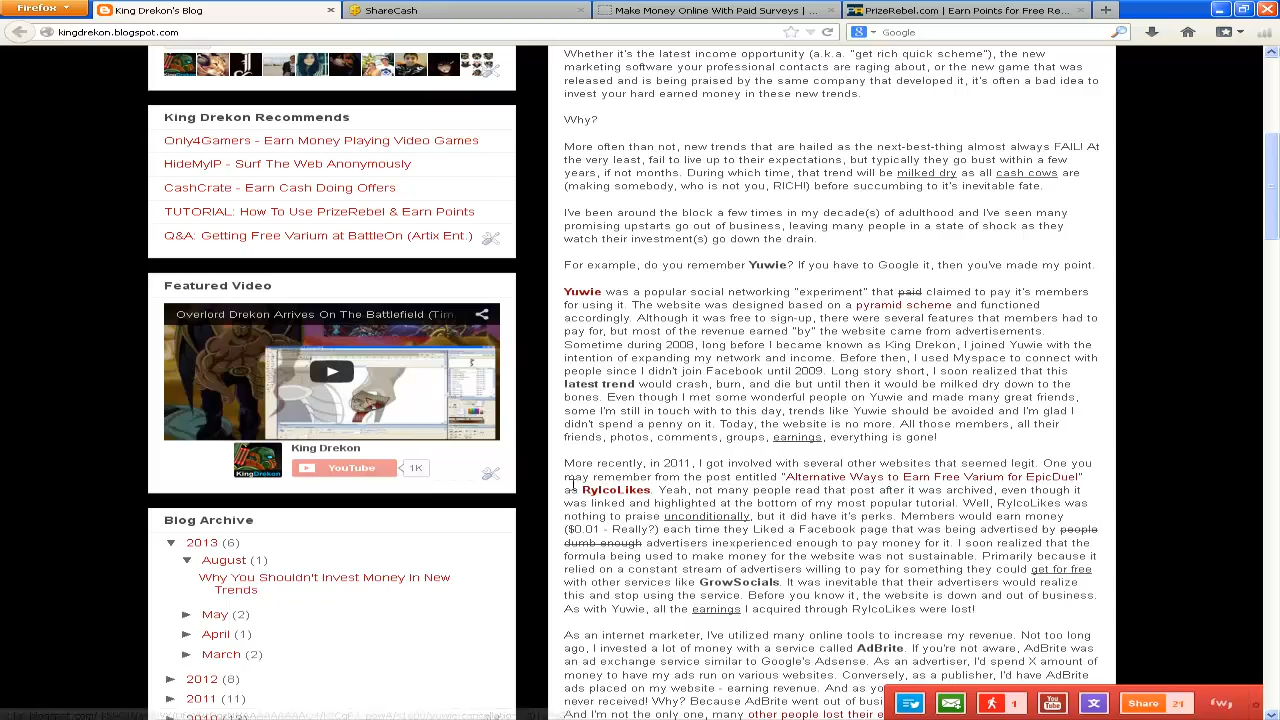 Firefox
King Drekon's Blog
ShareCash
Make Money Online
PrizeRebel.com | Earn Points for Free Re
kingdrekon.blogspot.com
Google
King Drekon Recommends
Only4Gamers - Earn Money Playing Video Games
HideMyIP - Surf The Web Anonymously
CashCrate - Earn Cash Doing Offers
TUTORIAL: How To Use PrizeRebel & Earn Points
Q&A: Getting Free Varium at BattleOn (Artix Ent.)
Featured Video
Overlord Drekon Arrives On The Battlefield (Tim
King Drekon
YouTube
1K
Blog Archive
2013 (6)
August (1)
Why You Shouldn't Invest Money In New
Trends
May (2)
April (1)
March (2)
2012 (8)
2011 (11)
Whether it's the latest income opportunity (a.k.a. "get rich quick scheme"), the new
marketing software your professional contacts are raping about, or the new game that was
released and is being praised by the same company that developed it, it's often a bad idea to
invest your hard earned money in these new trends.
Why?
More often than not, new trends that are hailed as the next-best-thing almost always FAIL! At
the very least, fail to live up to their expectations, but typically they go bust within a few
years, if not months. During which time, that trend will be milked dry as all cash cows are
(making somebody, who is not you, RICH!) before succumbing to it's inevitable fate.
I've been around the block a few times in my decade(s) of adulthood and I've seen many
promising upstarts go out of business, leaving many people in a state of shock as they
watch their investment(s) go down the drain.
For example, do you remember Yuwie? If you have to Google it, then you've made my point.
Yuwie was a popular social networking "experiment" that paid claimed to pay it's members
for using it. The website was designed based on a pyramid scheme and functioned
accordingly. Although it was free to sign-up, there were several features that members had to
pay for, but most of the revenue earned "by" the website came from advertisements.
Sometime during 2008, long before I became known as King Drekon, I joined Yuwie with the
intention of expanding my network online. Before then, I used Myspace to connect with
people since I didn't join Facebook until 2009. Long story short, I soon realized that this
latest trend would crash, burn, and die but until then it would be milked dry down to the
bones. Even though I met some wonderful people on Yuwie and made many great friends,
some I'm still in touch with to this day, trends like Yuwie should be avoided and I'm glad I
didn't spend a penny on it. Today, Yuwie is no more. Whose members, all their
friends, photos, comments, groups, earnings, everything is gone!
More recently, in 2011, I got involved with several other websites that seemed legit. One you
may remember from the post entitled "Alternative Ways to Earn Free Varium for EpicDuel"
as RylcoLikes. Yeah, not many people read that post after it was archived, even though it
was linked and highlighted at the bottom of my most popular tutorial. Well, RylcoLikes was
nothing to praise unconditionally, but it did have it's perks. Members would earn money
($0.01 - Really?) each time they Liked a Facebook page that was being advertised by people
dumb enough advertisers inexperienced enough to pay money for it. I soon realized that the
formula being used to make money for the website was not sustainable. Primarily because it
relied on a constant stream of advertisers willing to pay for something they could get for free
with other services like GrowSocials. It was inevitable that their advertisers would realize
this and stop using the service. Before you know it, the website is down and out of business.
As with Yuwie, all the earnings I acquired through RylcoLikes were lost!
As an internet marketer, I've utilized many online tools to increase my revenue. Not too long
ago, I invested a lot of money with a service called AdBrite. If you're not aware, AdBrite was
an ad exchange service similar to Google's Adsense. As an advertiser, I'd spend X amount of
money to have my ads run on other websites. Conversely, as a publisher, I'd have AdBrite
ads placed on my website - earning
1
You
Tube
Share 21